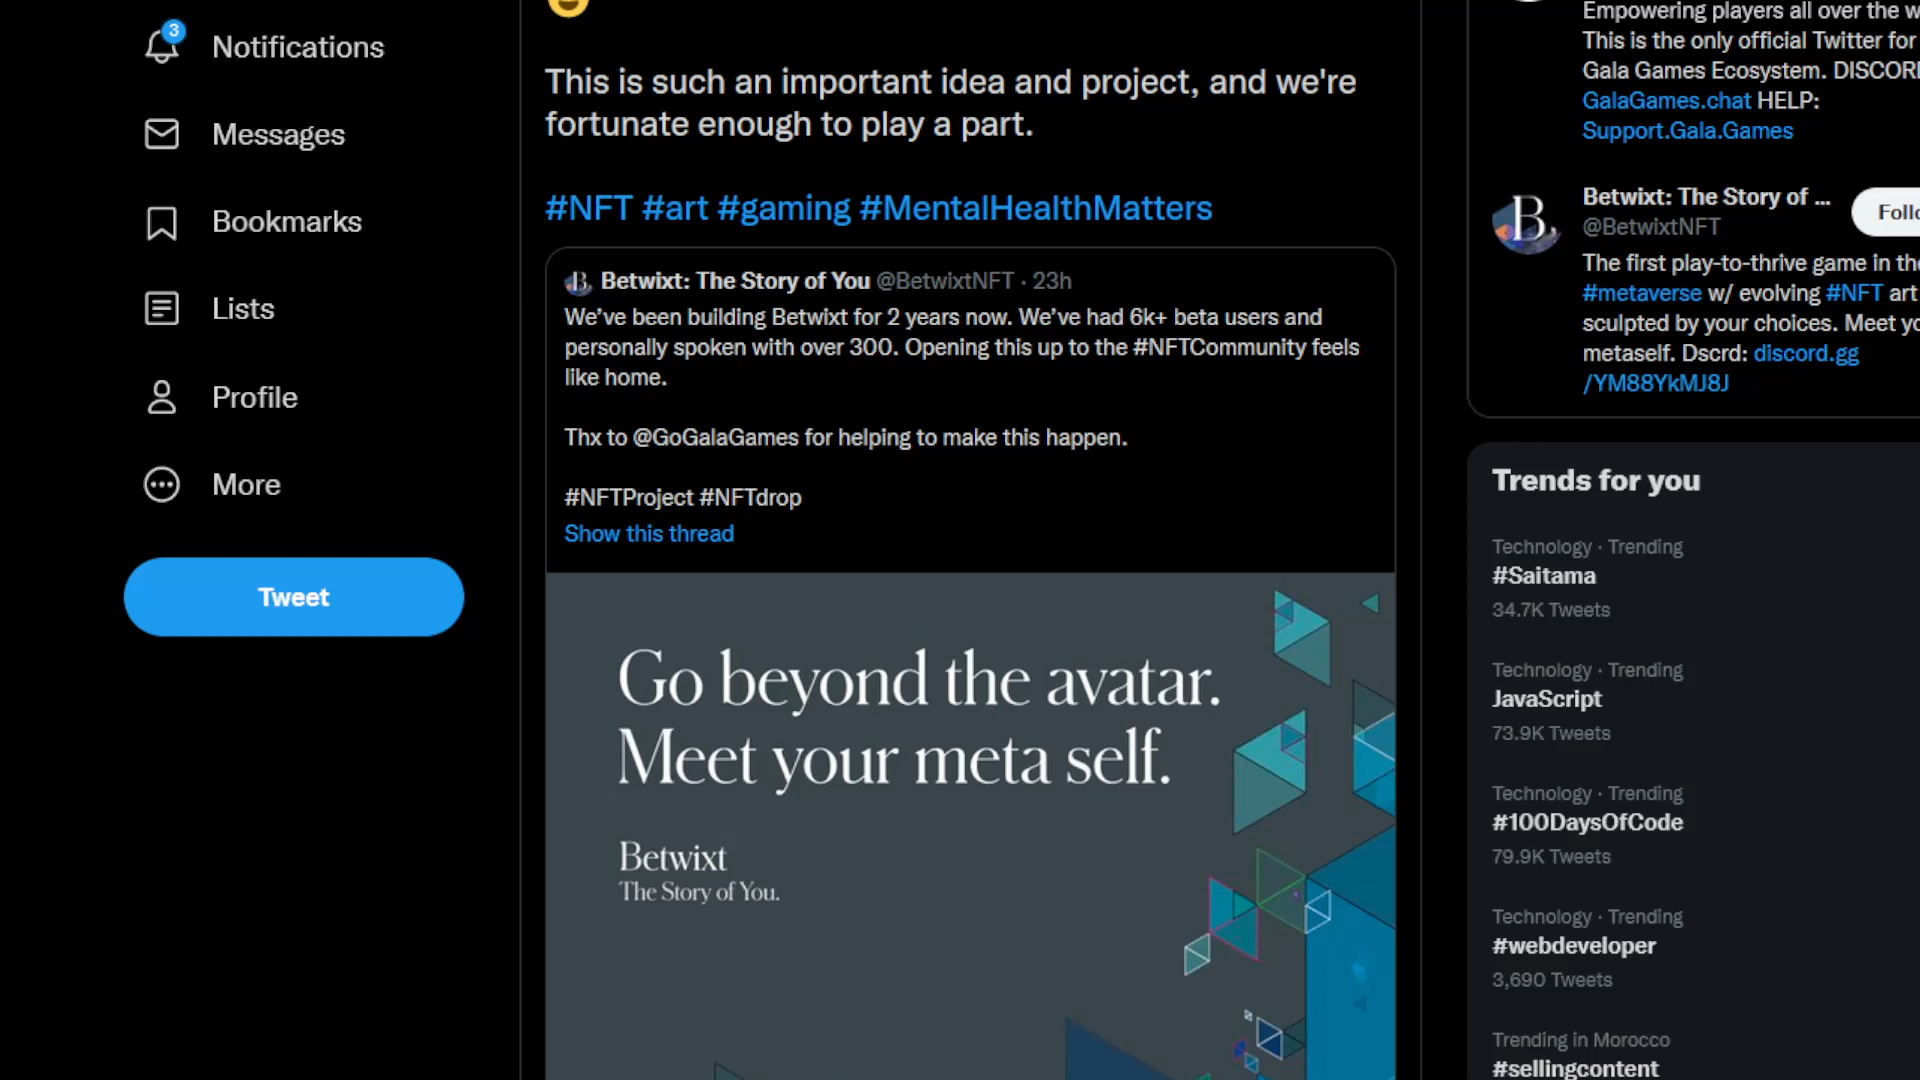 3
Notifications
Messages
Bookmarks
Lists
Profile
More
Tweet
This is such an important idea and project, and we're
fortunate enough to play a part.
#NFT #art #gaming #MentalHealthMatters
B. Betwixt: The Story of You @BetwixtNFT · 23h
We’ve been building Betwixt for 2 years now. We’ve had 6k+ beta users and
personally spoken with over 300. Opening this up to the #NFTCommunity feels
like home.
Thx to @GoGalaGames for helping to make this happen.
#NFTProject #NFTdrop
Show this thread
Go beyond the avatar.
Meet your meta self.
Betwixt
The Story of You.
Empowering players all over the
This is the only official Twitter for
Gala Games Ecosystem.
GalaGames.chat HELP:
Support.Gala.Games
B.
Betwixt: The Story of ...
@BetwixtNFT
The first play-to-thrive game in
#metaverse w/ evolving #NFT art
sculpted by your choices. Meet
metaself. Dscrd: discord.gg
/YM88YkMJ8J
Trends for you
Technology · Trending
#Saitama
34.7K Tweets
Technology · Trending
JavaScript
73.9K Tweets
Technology · Trending
#100DaysOfCode
79.9K Tweets
Technology · Trending
#webdeveloper
3,690 Tweets
Trending in Morocco
#sellingcontent